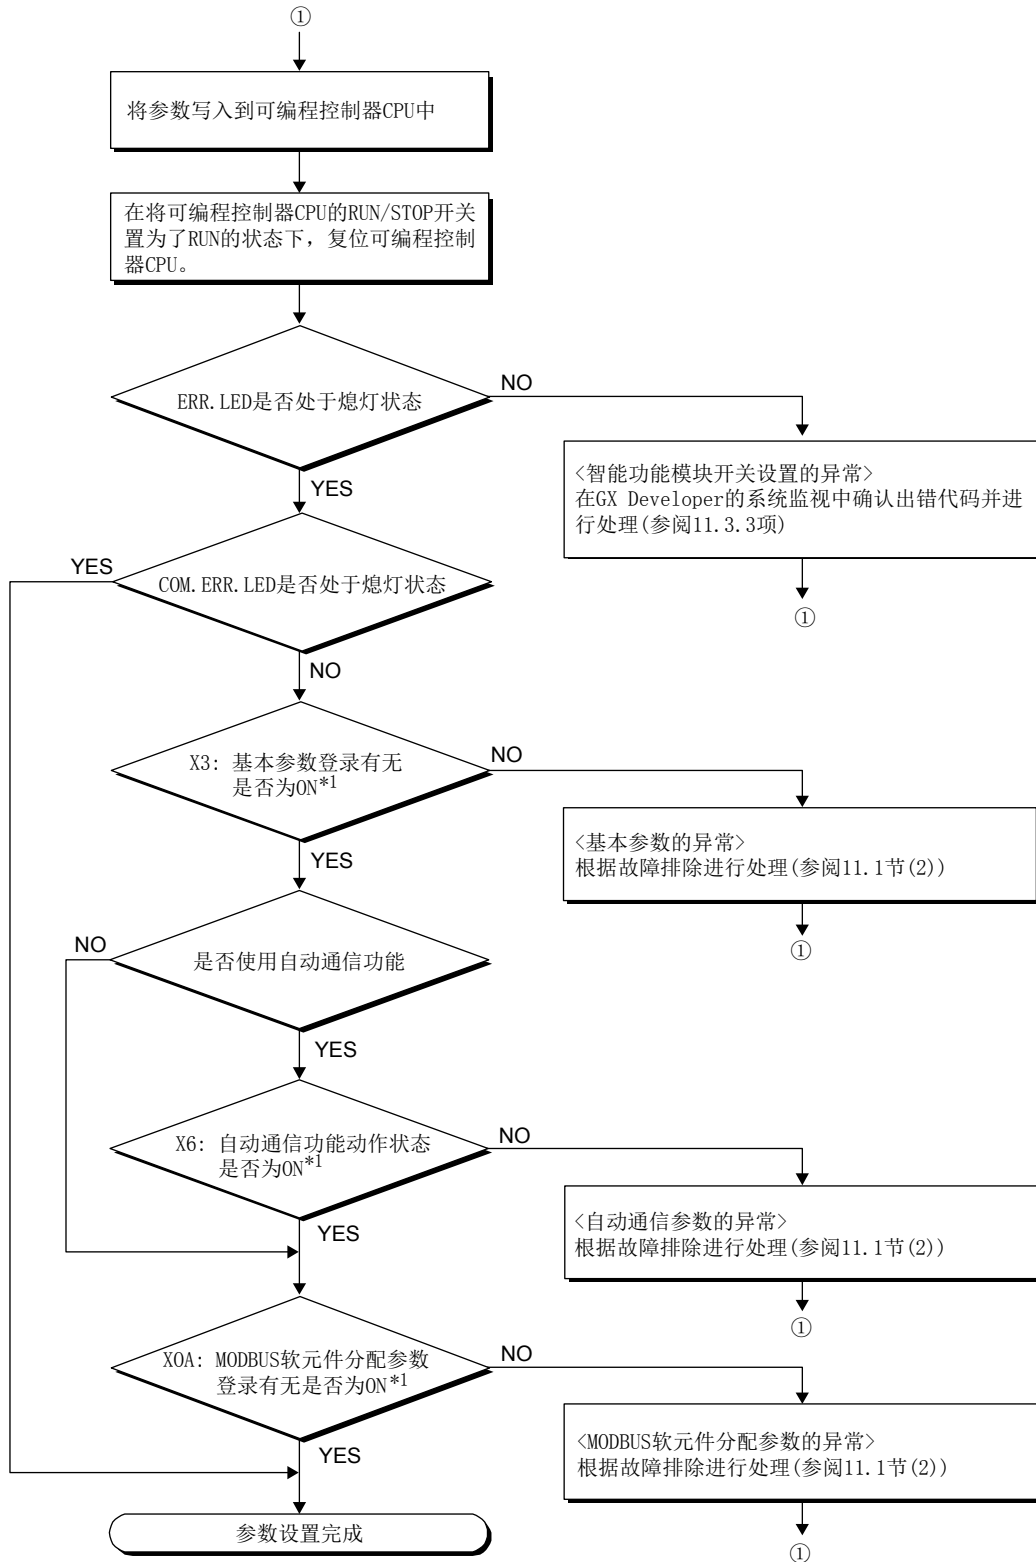 ①
将参数写入到可编程控制器CPU中
在将可编程控制器CPU的RUN/STOP开关
置为了RUN的状态下，复位可编程控制
器CPU。
ERR.LED是否处于熄灯状态
NO
YES
<智能功能模块开关设置的异常>
在GX Developer的系统监视中确认出错代码并进
行处理(参阅11.3.3项)
①
COM.ERR.LED是否处于熄灯状态
YES
NO
X3: 基本参数登录有无
是否为ON*1
NO
YES
<基本参数的异常>
根据故障排除进行处理(参阅11.1节(2))
①
是否使用自动通信功能
NO
YES
X6: 自动通信功能动作状态
是否为ON*1
NO
YES
<自动通信参数的异常>
根据故障排除进行处理(参阅11.1节(2))
①
X0A: MODBUS软元件分配参数
登录有无是否为ON*1
NO
YES
<MODBUS软元件分配参数的异常>
根据故障排除进行处理(参阅11.1节(2))
①
参数设置完成